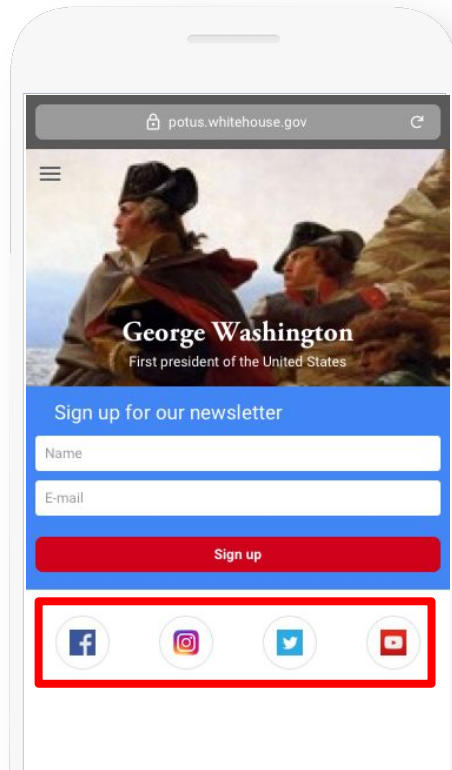 potus.whitehouse.gov
George Washington
First president of the United States
Sign up for our newsletter
Name
E-mail
Sign up